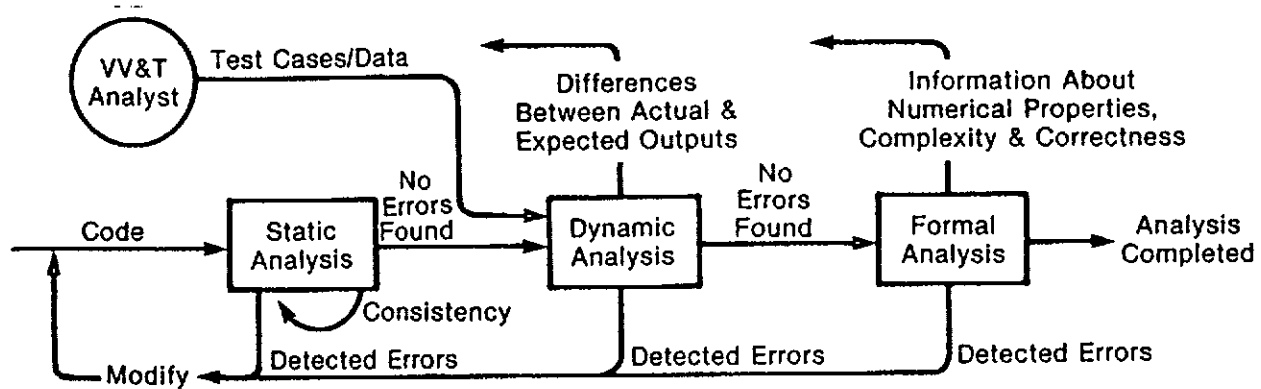 VV&T
Analyst
Test Cases/Data
Differences
Between Actual &
Expected Outputs
Information About
Numerical Properties,
Complexity & Correctness
Code
Static
Analysis
No
Errors
Found
Dynamic
Analysis
No
Errors
Found
Formal
Analysis
Analysis
Completed
Consistency
Modify
Detected Errors
Detected Errors
Detected Errors